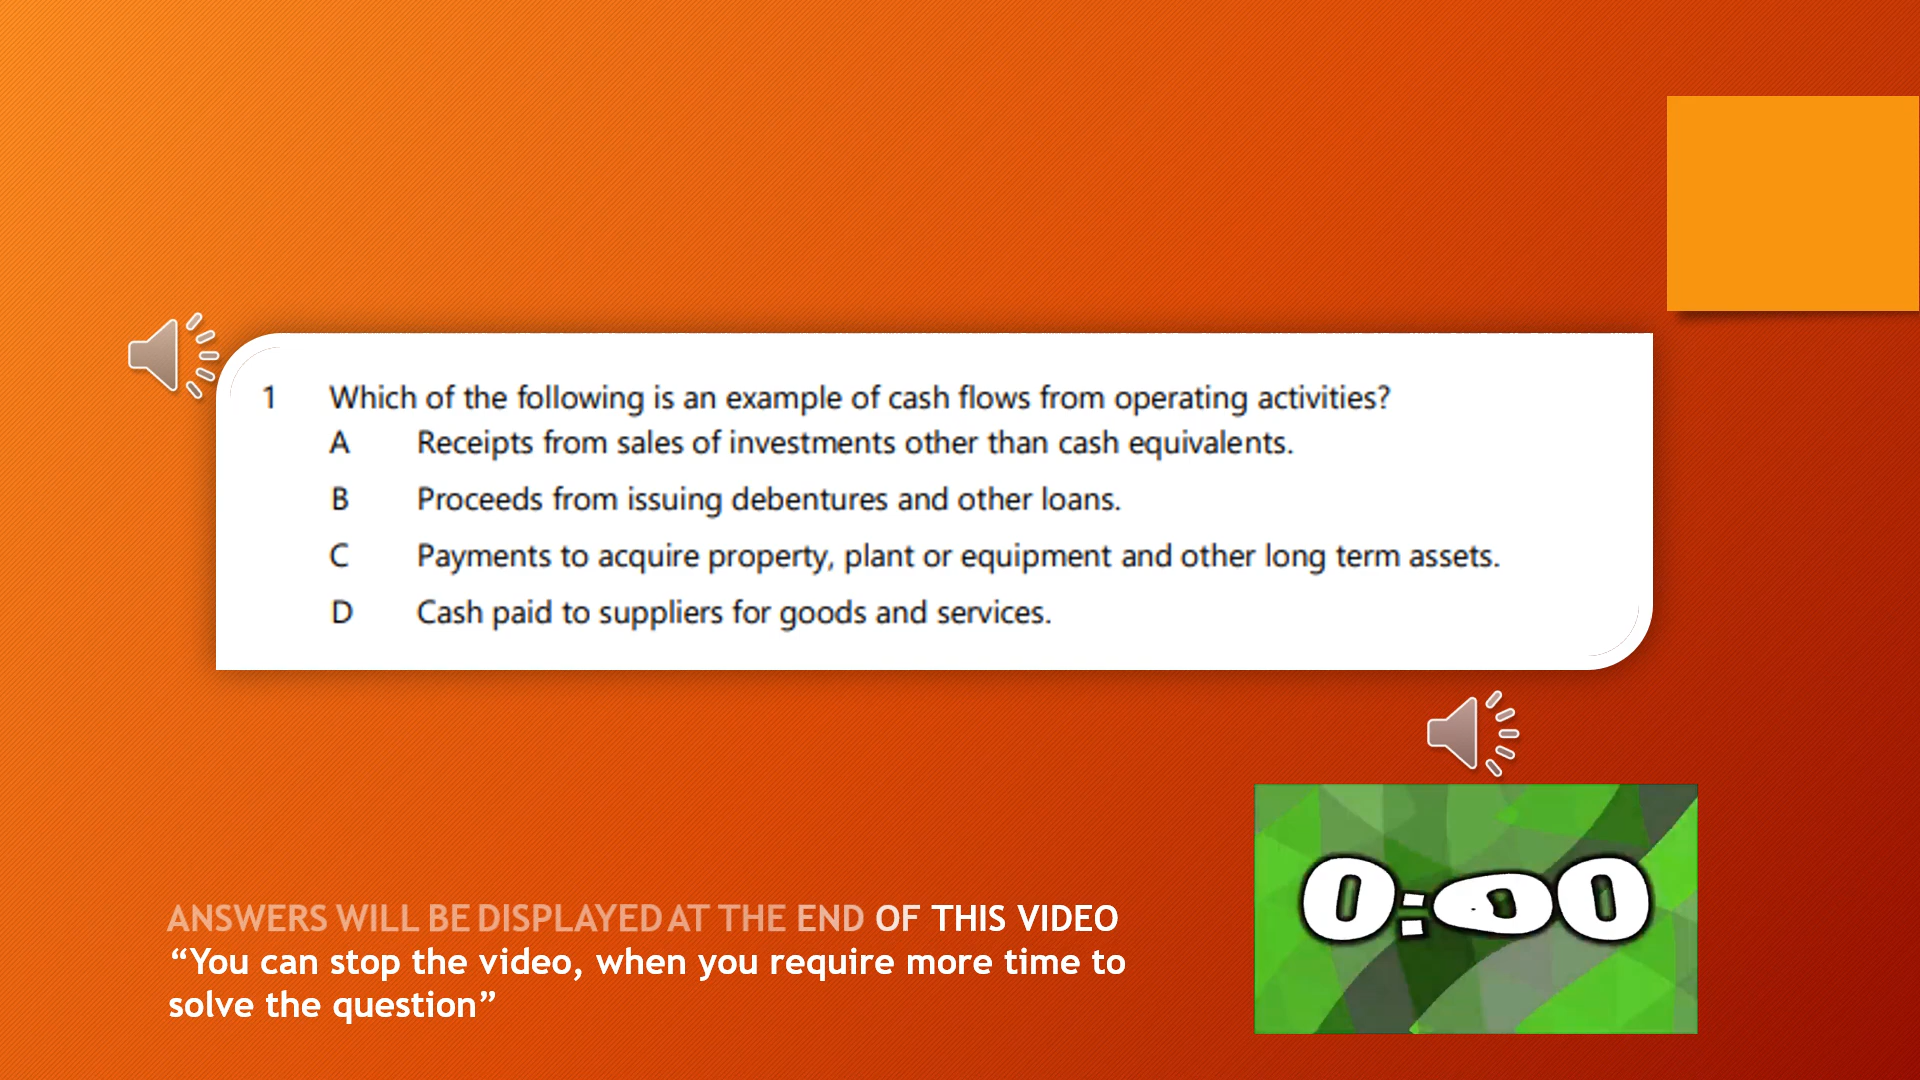 1 Which of the following is an example of cash flows from operating activities?
A Receipts from sales of investments other than cash equivalents.
B Proceeds from issuing debentures and other loans.
C Payments to acquire property, plant or equipment and other long term assets.
D Cash paid to suppliers for goods and services.
ANSWERS WILL BE DISPLAYED AT THE END OF THIS VIDEO
“You can stop the video, when you require more time to
solve the question”
0:00